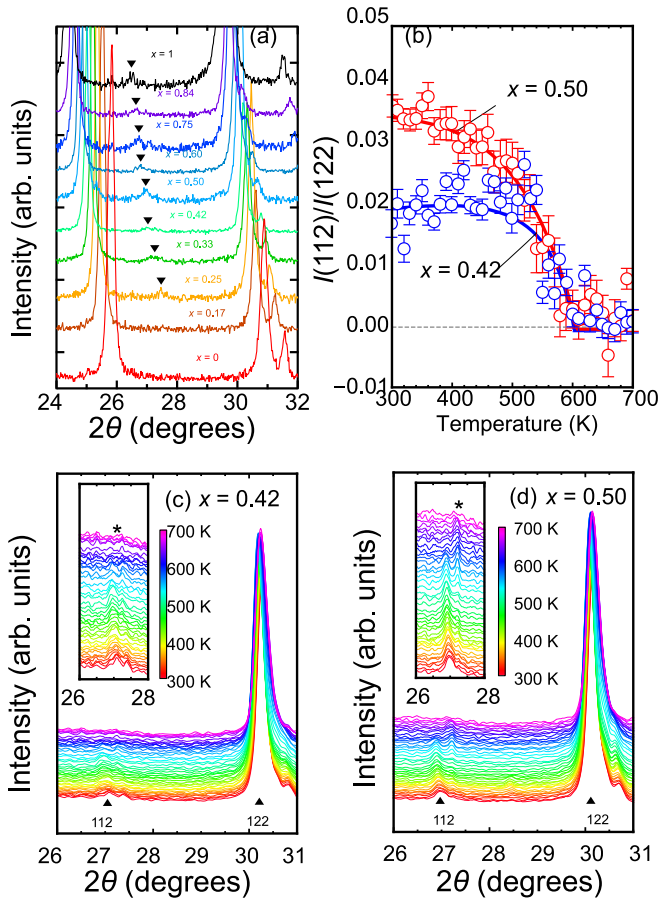 (a)
x = 1
x = 0.84
x = 0.75
x = 0.60
x = 0.50
x = 0.42
x = 0.33
x = 0.25
x = 0.17
x = 0
Intensity (arb. units)
24 26 28 30 32
2θ (degrees)
(b)
0.05
0.04
0.03
0.02
0.01
0.00
−0.01
I(112)/I(122)
x = 0.50
x = 0.42
300 400 500 600 700
Temperature (K)
(c) x = 0.42
*
700 K
600 K
500 K
400 K
300 K
26 28
Intensity (arb. units)
112
122
26 27 28 29 30 31
2θ (degrees)
(d) x = 0.50
*
700 K
600 K
500 K
400 K
300 K
26 28
Intensity (arb. units)
112
122
26 27 28 29 30 31
2θ (degrees)